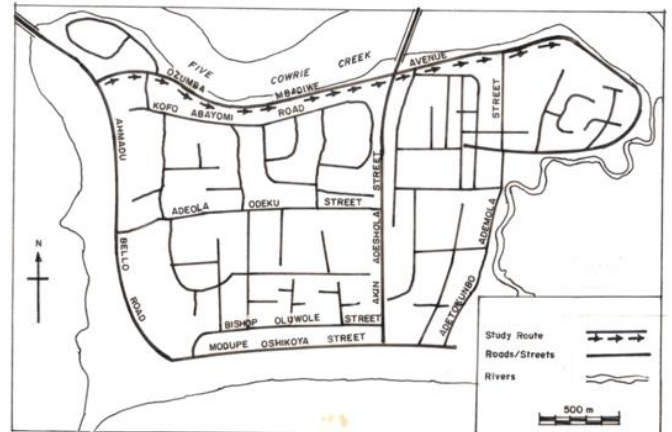 FIVE COWRIE CREEK
OZUMBA MBADIWE AVENUE
KOFO ABAYOMI ROAD
STREET
AHMADU BELLO ROAD
ADEOLA ODEKU STREET
AKIN ADESHOLA STREET
ADETOKUNBO ADEMOLA
BISHOP OLUWOLE STREET
MODUPE OSHIKOYA STREET
N
Study Route
Roads/Streets
Rivers
500 m